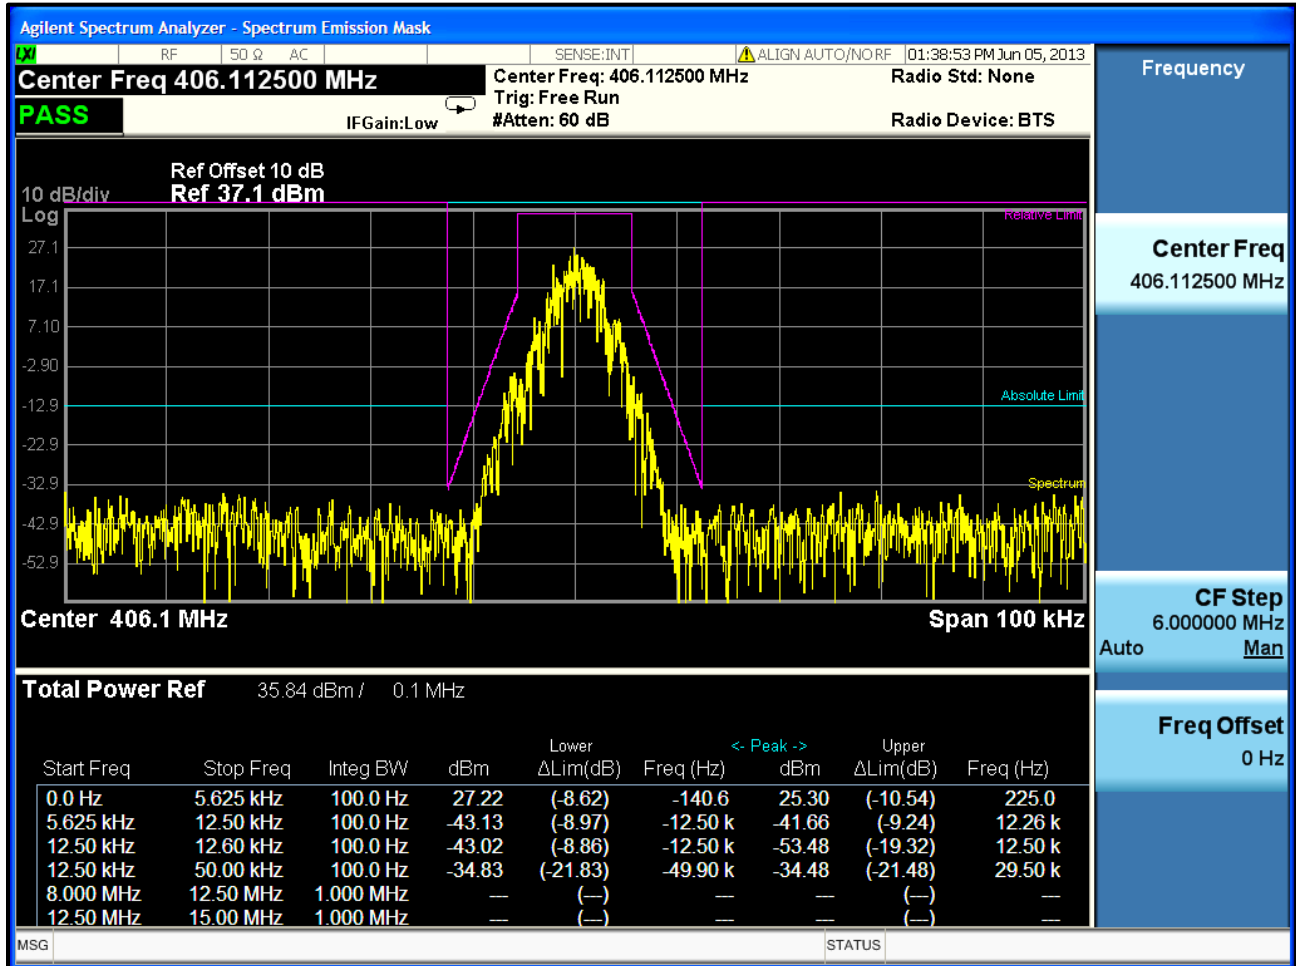 Agilent Spectrum Analyzer - Spectrum Emission Mask
LXI RF 50 Ω AC SENSE:INT ALIGN AUTO/NO RF 01:38:53 PM Jun 05, 2013
Center Freq 406.112500 MHz
Center Freq: 406.112500 MHz
Radio Std: None
Trig: Free Run
PASS
IFGain:Low
#Atten: 60 dB
Radio Device: BTS
Ref Offset 10 dB
10 dB/div Ref 37.1 dBm
Log
Relative Limit
27.1
17.1
7.10
-2.90
Absolute Limit
-12.9
-22.9
-32.9
Spectrum
-42.9
-52.9
Center 406.1 MHz Span 100 kHz
Total Power Ref 35.84 dBm / 0.1 MHz
Lower <- Peak -> Upper
Start Freq Stop Freq Integ BW dBm ΔLim(dB) Freq (Hz) dBm ΔLim(dB) Freq (Hz)
0.0 Hz 5.625 kHz 100.0 Hz 27.22 (-8.62) -140.6 25.30 (-10.54) 225.0
5.625 kHz 12.50 kHz 100.0 Hz -43.13 (-8.97) -12.50 k -41.66 (-9.24) 12.26 k
12.50 kHz 12.60 kHz 100.0 Hz -43.02 (-8.86) -12.50 k -53.48 (-19.32) 12.50 k
12.50 kHz 50.00 kHz 100.0 Hz -34.83 (-21.83) -49.90 k -34.48 (-21.48) 29.50 k
8.000 MHz 12.50 MHz 1.000 MHz --- (---) --- --- (---) ---
12.50 MHz 15.00 MHz 1.000 MHz --- (---) --- --- (---) ---
MSG STATUS
Frequency
Center Freq
406.112500 MHz
CF Step
6.000000 MHz
Auto Man
Freq Offset
0 Hz